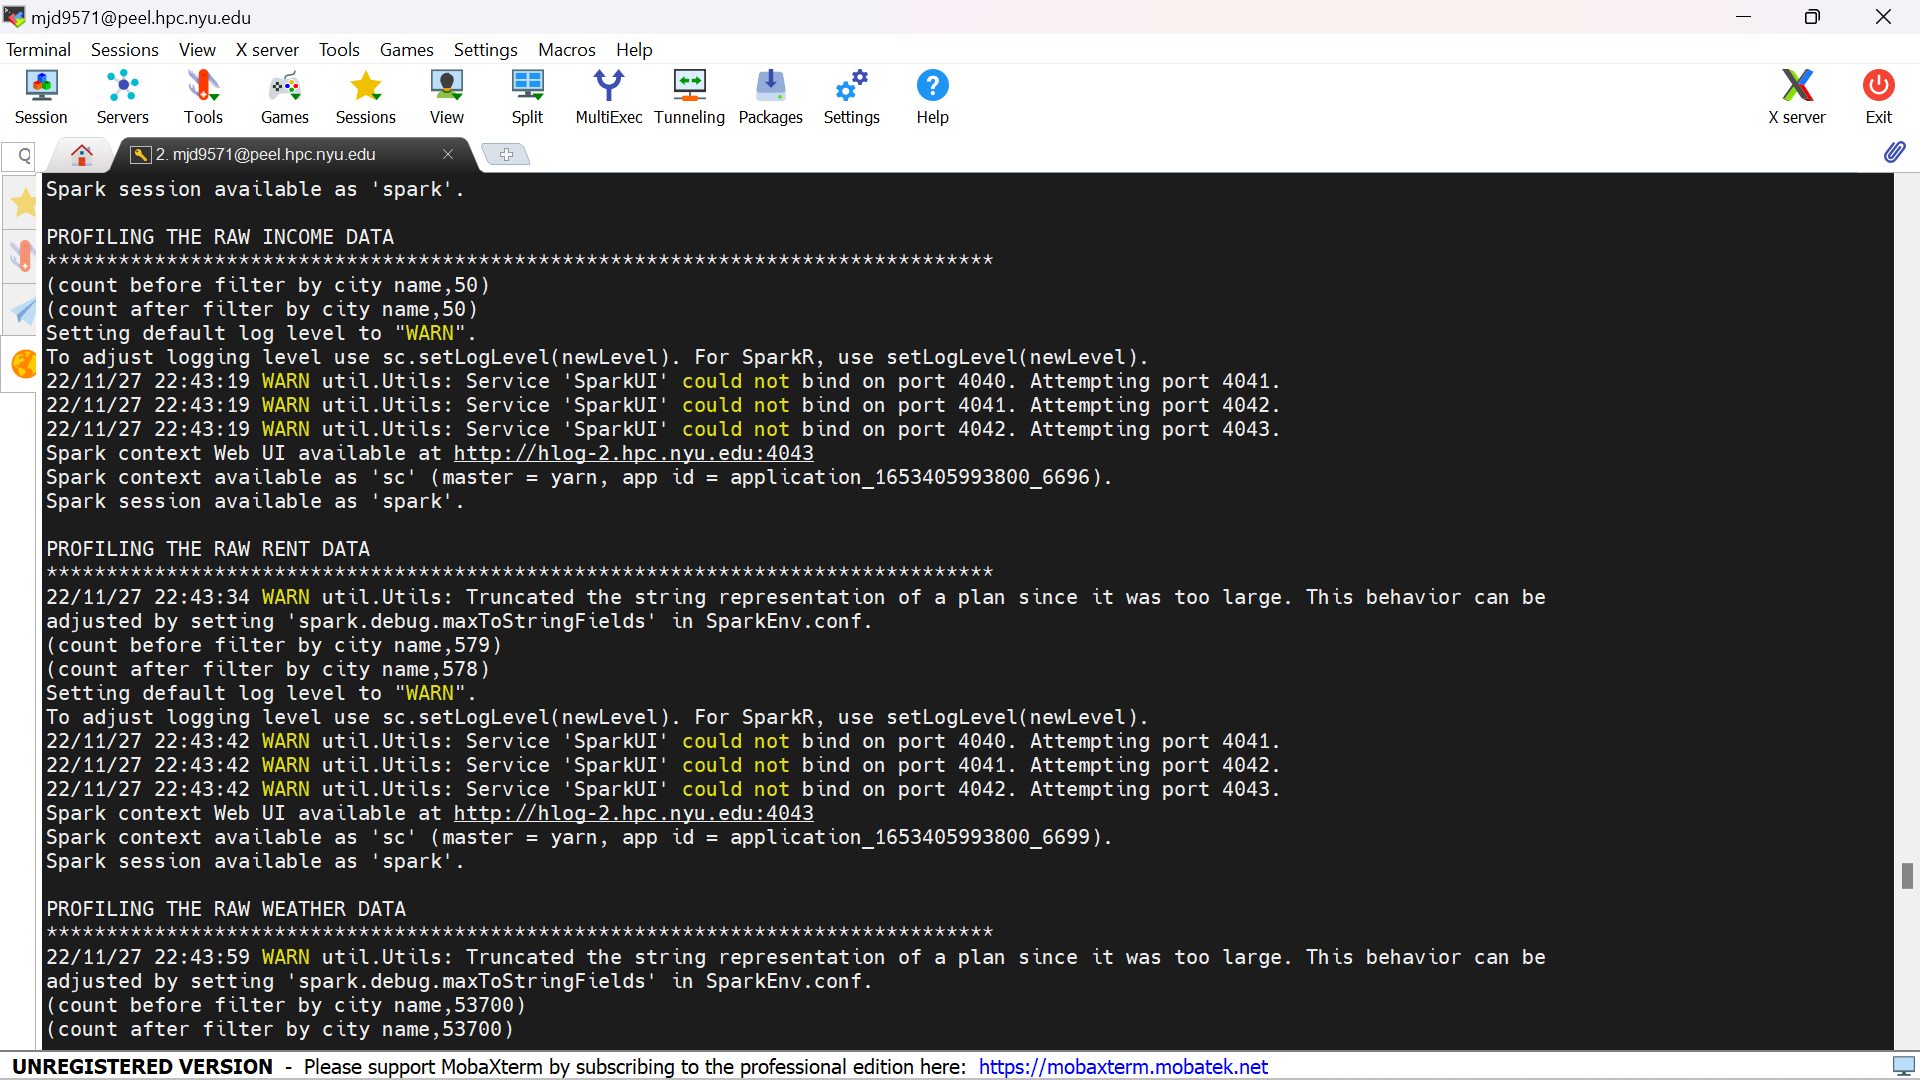 mjd9571@peel.hpc.nyu.edu
Terminal Sessions View X server Tools Games Settings Macros Help
Session Servers Tools Games Sessions View Split MultiExec Tunneling Packages Settings Help X server Exit
2. mjd9571@peel.hpc.nyu.edu
Spark session available as 'spark'.
PROFILING THE RAW INCOME DATA
*******************************************************************************
(count before filter by city name,50)
(count after filter by city name,50)
Setting default log level to "WARN".
To adjust logging level use sc.setLogLevel(newLevel). For SparkR, use setLogLevel(newLevel).
22/11/27 22:43:19 WARN util.Utils: Service 'SparkUI' could not bind on port 4040. Attempting port 4041.
22/11/27 22:43:19 WARN util.Utils: Service 'SparkUI' could not bind on port 4041. Attempting port 4042.
22/11/27 22:43:19 WARN util.Utils: Service 'SparkUI' could not bind on port 4042. Attempting port 4043.
Spark context Web UI available at http://hlog-2.hpc.nyu.edu:4043
Spark context available as 'sc' (master = yarn, app id = application_1653405993800_6696).
Spark session available as 'spark'.
PROFILING THE RAW RENT DATA
*******************************************************************************
22/11/27 22:43:34 WARN util.Utils: Truncated the string representation of a plan since it was too large. This behavior can be
adjusted by setting 'spark.debug.maxToStringFields' in SparkEnv.conf.
(count before filter by city name,579)
(count after filter by city name,578)
Setting default log level to "WARN".
To adjust logging level use sc.setLogLevel(newLevel). For SparkR, use setLogLevel(newLevel).
22/11/27 22:43:42 WARN util.Utils: Service 'SparkUI' could not bind on port 4040. Attempting port 4041.
22/11/27 22:43:42 WARN util.Utils: Service 'SparkUI' could not bind on port 4041. Attempting port 4042.
22/11/27 22:43:42 WARN util.Utils: Service 'SparkUI' could not bind on port 4042. Attempting port 4043.
Spark context Web UI available at http://hlog-2.hpc.nyu.edu:4043
Spark context available as 'sc' (master = yarn, app id = application_1653405993800_6699).
Spark session available as 'spark'.
PROFILING THE RAW WEATHER DATA
*******************************************************************************
22/11/27 22:43:59 WARN util.Utils: Truncated the string representation of a plan since it was too large. This behavior can be
adjusted by setting 'spark.debug.maxToStringFields' in SparkEnv.conf.
(count before filter by city name,53700)
(count after filter by city name,53700)
UNREGISTERED VERSION - Please support MobaXterm by subscribing to the professional edition here: https://mobaxterm.mobatek.net